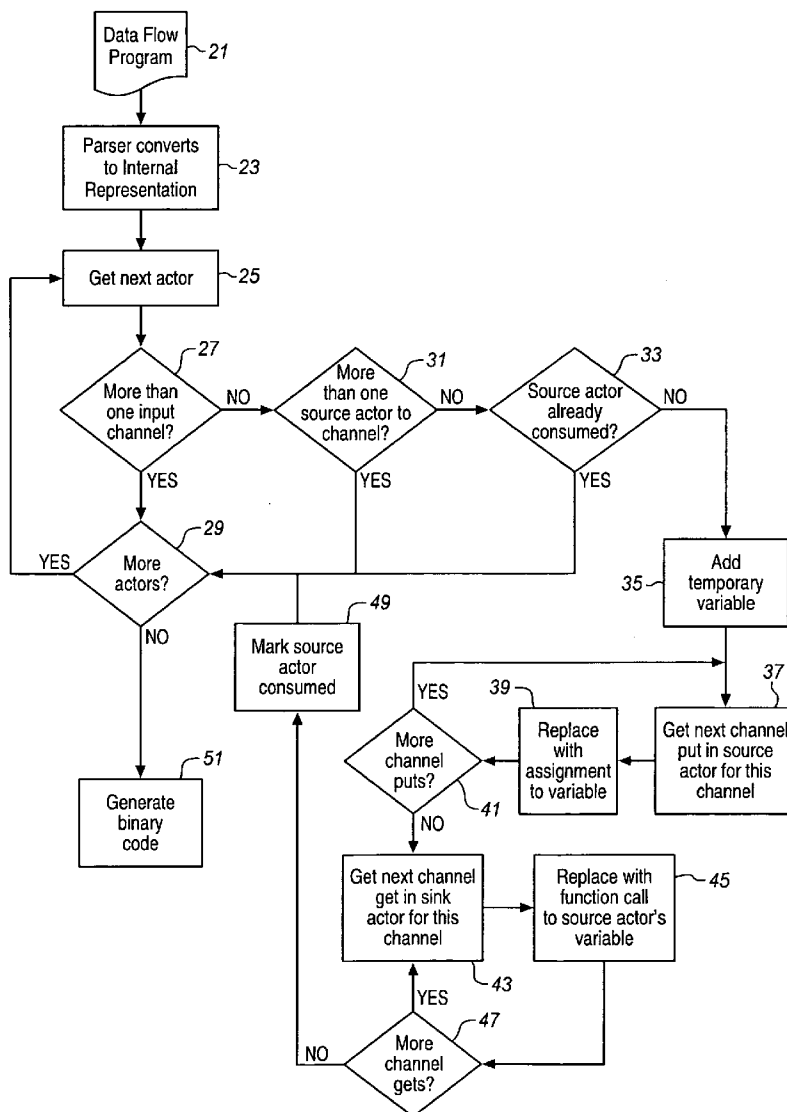 Data Flow
Program
21
Parser converts
to Internal
Representation
23
Get next actor
25
27
More than
one input
channel?
NO
YES
31
More
than one
source actor to
channel?
NO
YES
33
Source actor
already
consumed?
NO
YES
29
More
actors?
YES
NO
35
Add
temporary
variable
49
Mark source
actor
consumed
37
Get next channel
put in source
actor for this
channel
39
Replace
with
assignment
to variable
YES
More
channel
puts?
41
NO
51
Generate
binary
code
Get next channel
get in sink
actor for this
channel
43
Replace with
function call
to source actor's
variable
45
YES
47
More
channel
gets?
NO